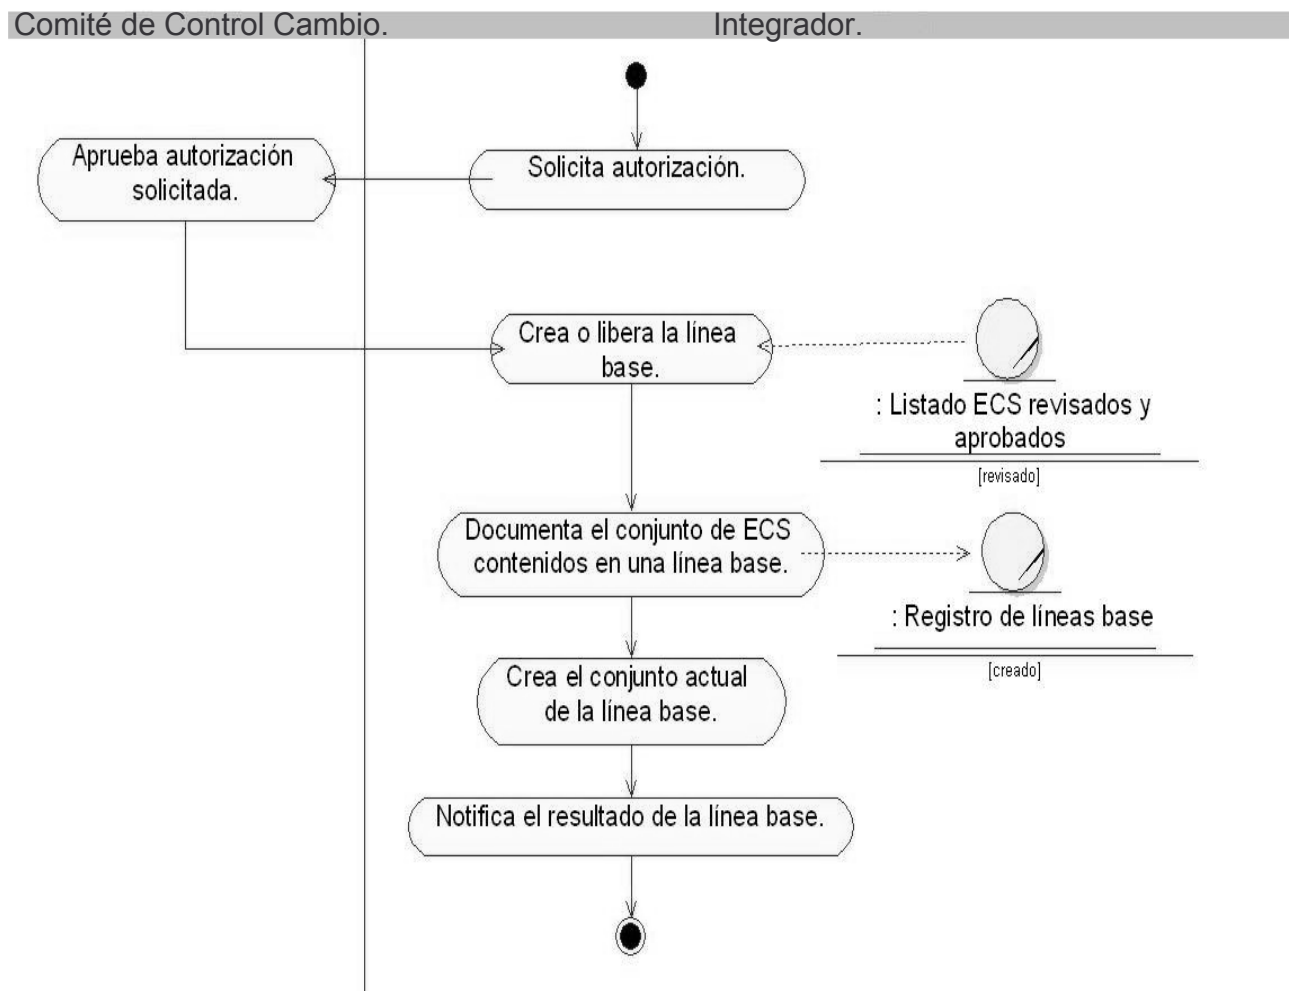 Comité de Control Cambio.
Integrador.
Aprueba autorización
solicitada.
Solicita autorización.
Crea o libera la línea
base.
: Listado ECS revisados y
aprobados
[revisado]
Documenta el conjunto de ECS
contenidos en una línea base.
: Registro de líneas base
[creado]
Crea el conjunto actual
de la línea base.
Notifica el resultado de la línea base.